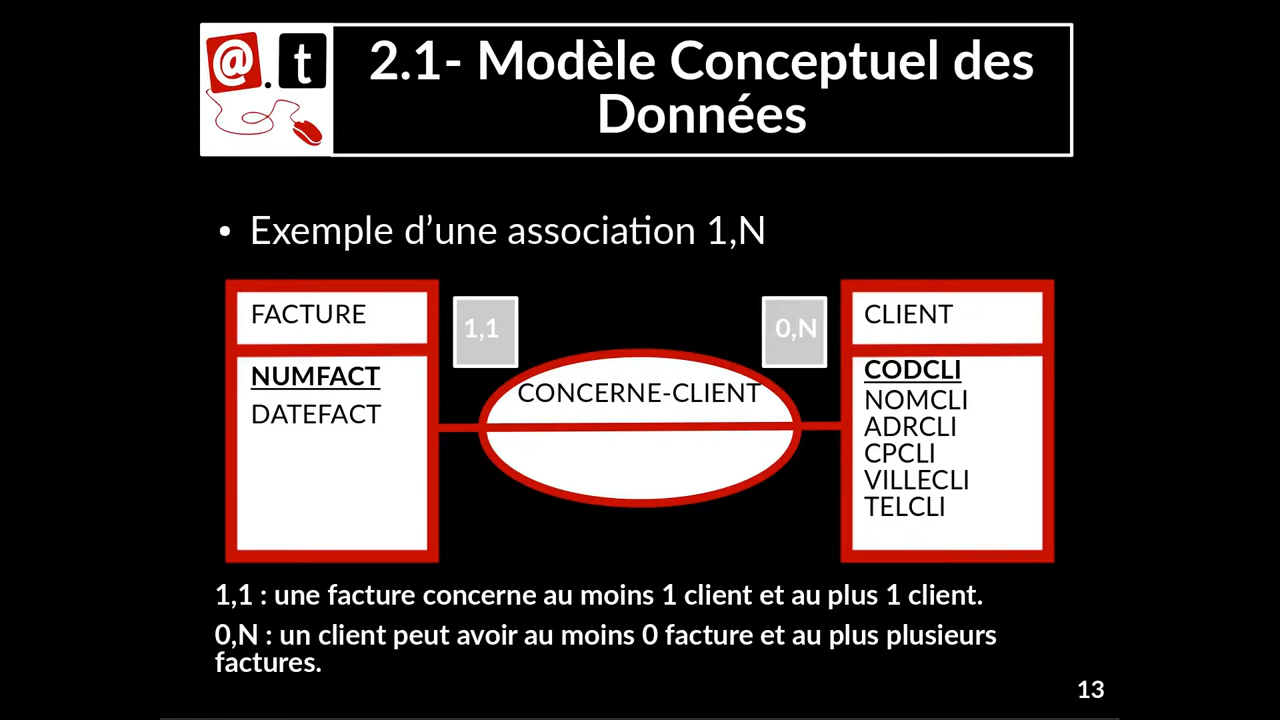 @.t
2.1- Modèle Conceptuel des
Données
• Exemple d’une association 1,N
FACTURE
1,1
0,N
CLIENT
NUMFACT
DATEFACT
CONCERNE-CLIENT
CODCLI
NOMCLI
ADRCLI
CPCLI
VILLECLI
TELCLI
1,1 : une facture concerne au moins 1 client et au plus 1 client.
0,N : un client peut avoir au moins 0 facture et au plus plusieurs
factures.
13